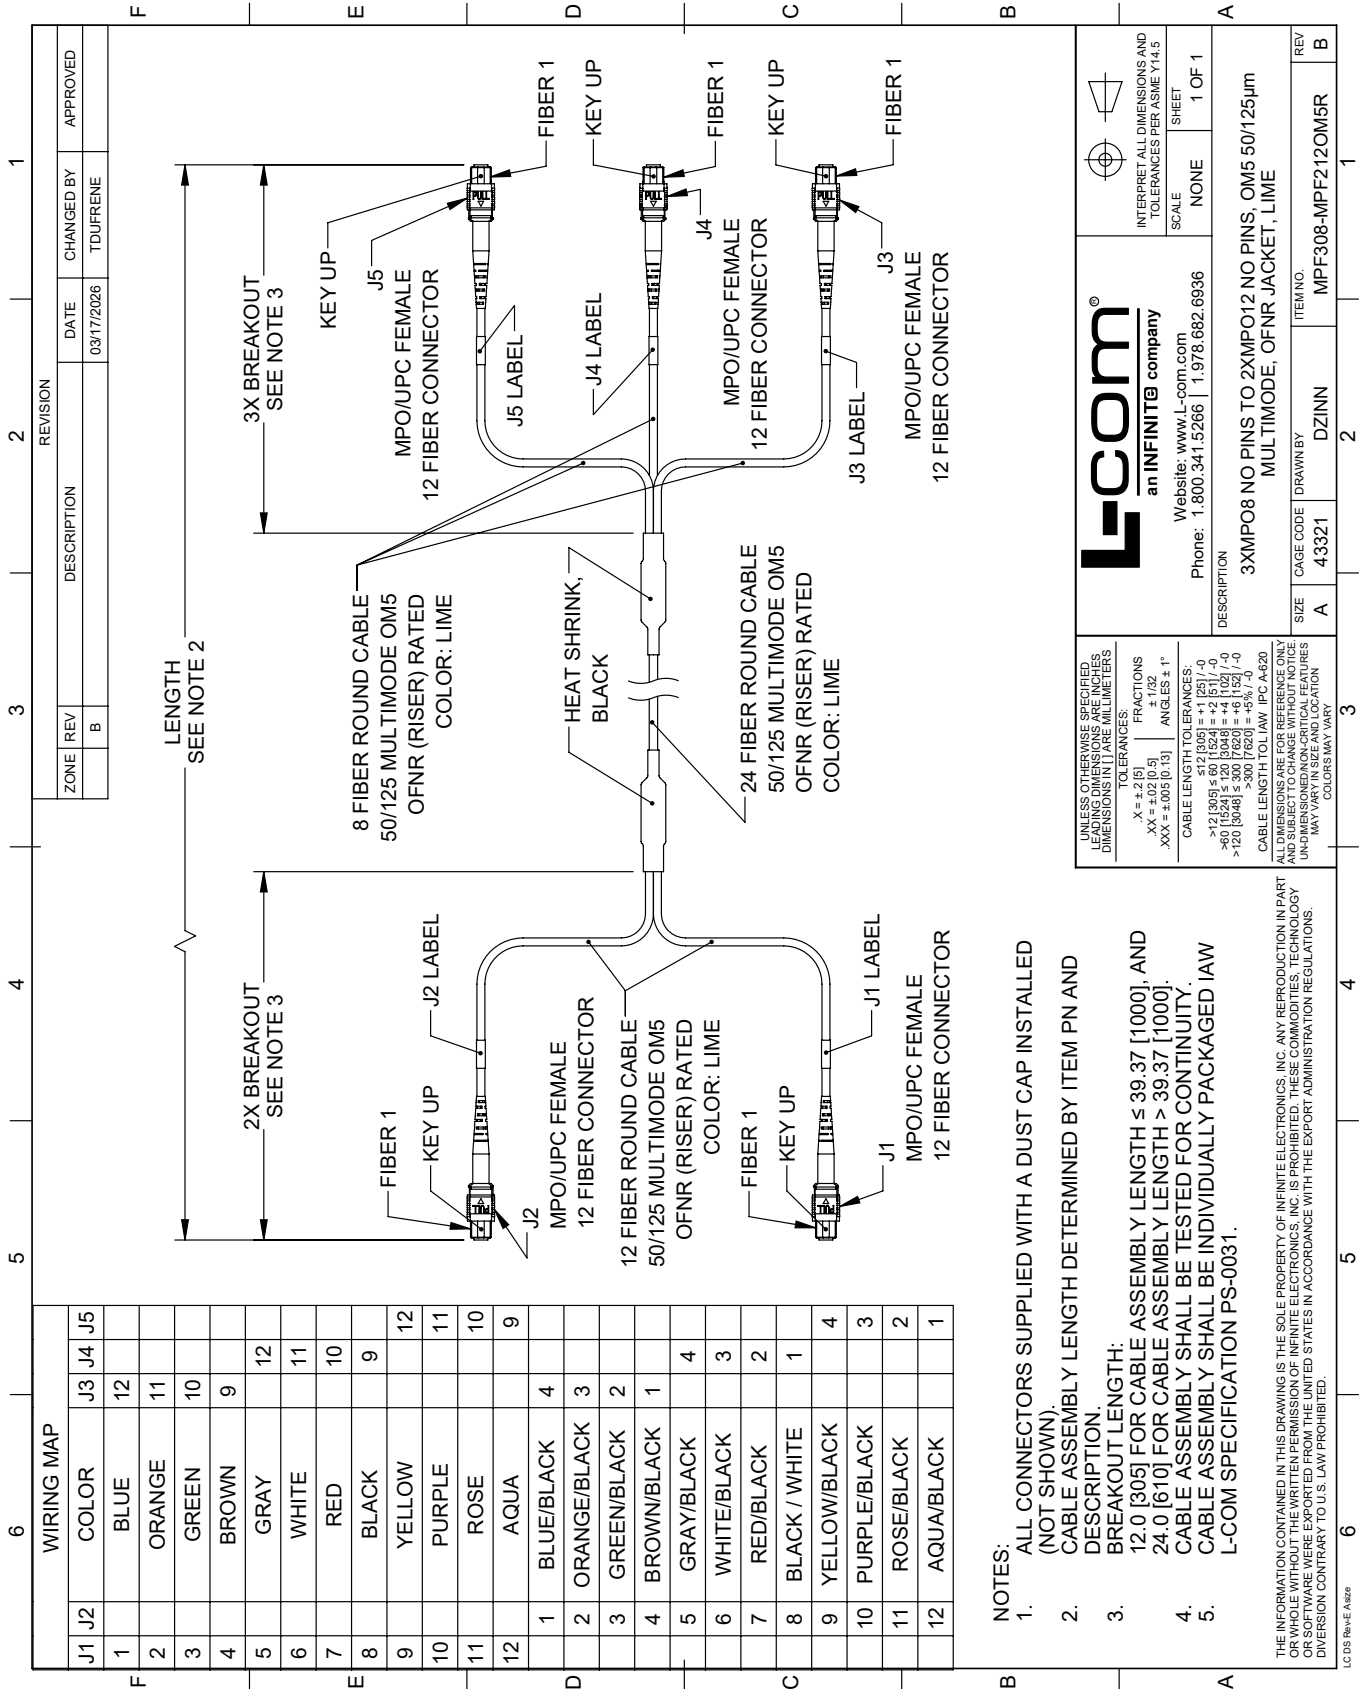 6
5
4
3
2
1
F
E
D
C
B
A
WIRING MAP
J1 J2 COLOR J3 J4 J5
1 BLUE 12
2 ORANGE 11
3 GREEN 10
4 BROWN 9
5 GRAY 12
6 WHITE 11
7 RED 10
8 BLACK 9
9 YELLOW 12
10 PURPLE 11
11 ROSE 10
12 AQUA 9
1 BLUE/BLACK 4
2 ORANGE/BLACK 3
3 GREEN/BLACK 2
4 BROWN/BLACK 1
5 GRAY/BLACK 4
6 WHITE/BLACK 3
7 RED/BLACK 2
8 BLACK / WHITE 1
9 YELLOW/BLACK 4
10 PURPLE/BLACK 3
11 ROSE/BLACK 2
12 AQUA/BLACK 1
REVISION
ZONE REV DESCRIPTION DATE CHANGED BY APPROVED
B 03/17/2026 TDUFRENE
LENGTH
SEE NOTE 2
2X BREAKOUT
SEE NOTE 3
3X BREAKOUT
SEE NOTE 3
FIBER 1
KEY UP
J2 LABEL
PULL
J2
MPO/UPC FEMALE
12 FIBER CONNECTOR
12 FIBER ROUND CABLE
50/125 MULTIMODE OM5
OFNR (RISER) RATED
COLOR: LIME
FIBER 1
KEY UP
PULL
J1
J1 LABEL
MPO/UPC FEMALE
12 FIBER CONNECTOR
8 FIBER ROUND CABLE
50/125 MULTIMODE OM5
OFNR (RISER) RATED
COLOR: LIME
HEAT SHRINK,
BLACK
24 FIBER ROUND CABLE
50/125 MULTIMODE OM5
OFNR (RISER) RATED
COLOR: LIME
KEY UP
J5
MPO/UPC FEMALE
12 FIBER CONNECTOR
J5 LABEL
PULL
FIBER 1
KEY UP
J4 LABEL
PULL
FIBER 1
J4
MPO/UPC FEMALE
12 FIBER CONNECTOR
KEY UP
PULL
FIBER 1
J3
J3 LABEL
MPO/UPC FEMALE
12 FIBER CONNECTOR
NOTES:
1. ALL CONNECTORS SUPPLIED WITH A DUST CAP INSTALLED
(NOT SHOWN).
2. CABLE ASSEMBLY LENGTH DETERMINED BY ITEM PN AND
DESCRIPTION.
3. BREAKOUT LENGTH:
12.0 [305] FOR CABLE ASSEMBLY LENGTH ≤ 39.37 [1000], AND
24.0 [610] FOR CABLE ASSEMBLY LENGTH > 39.37 [1000].
4. CABLE ASSEMBLY SHALL BE TESTED FOR CONTINUITY.
5. CABLE ASSEMBLY SHALL BE INDIVIDUALLY PACKAGED IAW
L-COM SPECIFICATION PS-0031.
THE INFORMATION CONTAINED IN THIS DRAWING IS THE SOLE PROPERTY OF INFINITE ELECTRONICS, INC. ANY REPRODUCTION IN PART
OR WHOLE WITHOUT THE WRITTEN PERMISSION OF INFINITE ELECTRONICS, INC. IS PROHIBITED. THESE COMMODITIES, TECHNOLOGY
OR SOFTWARE WERE EXPORTED FROM THE UNITED STATES IN ACCORDANCE WITH THE EXPORT ADMINISTRATION REGULATIONS.
DIVERSION CONTRARY TO U.S. LAW PROHIBITED.
LC DS Rev-E Asize
UNLESS OTHERWISE SPECIFIED
LEADING DIMENSIONS ARE INCHES
DIMENSIONS IN [ ] ARE MILLIMETERS
TOLERANCES:
.X = ±.2 [5] FRACTIONS
.XX = ±.02 [0.5] ± 1/32
.XXX = ±.005 [0.13] ANGLES ± 1°
CABLE LENGTH TOLERANCES:
≤12 [305] = +1 [25] / -0
>12 [305] ≤ 60 [1524] = +2 [51] / -0
>60 [1524] ≤ 120 [3048] = +4 [102] / -0
>120 [3048] ≤ 300 [7620] = +6 [152] / -0
>300 [7620] = +5% / -0
CABLE LENGTH TOL IAW IPC A-620
ALL DIMENSIONS ARE FOR REFERENCE ONLY
AND SUBJECT TO CHANGE WITHOUT NOTICE.
UN-DIMENSIONED/NON-CRITICAL FEATURES
MAY VARY IN SIZE AND LOCATION
COLORS MAY VARY
L-com®
an INFINITE company
Website: www.L-com.com
Phone: 1.800.341.5266 | 1.978.682.6936
INTERPRET ALL DIMENSIONS AND
TOLERANCES PER ASME Y14.5
SCALE SHEET
NONE 1 OF 1
DESCRIPTION
3XMPO8 NO PINS TO 2XMPO12 NO PINS, OM5 50/125µm
MULTIMODE, OFNR JACKET, LIME
SIZE CAGE CODE DRAWN BY ITEM NO. REV
A 43321 DZINN MPF308-MPF212OM5R B
6
5
4
3
2
1
F
E
D
C
B
A